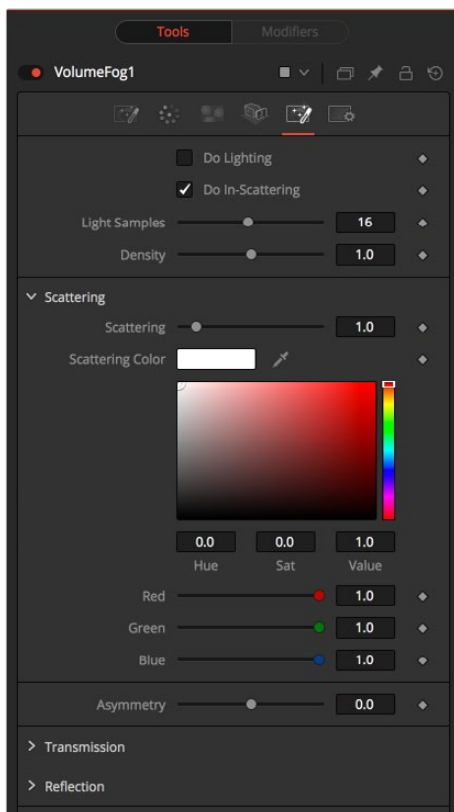 Tools Modifiers
VolumeFog1
Do Lighting
Do In-Scattering
Light Samples 16
Density 1.0
Scattering
Scattering 1.0
Scattering Color
0.0 0.0 1.0
Hue Sat Value
Red 1.0
Green 1.0
Blue 1.0
Asymmetry 0.0
Transmission
Reflection